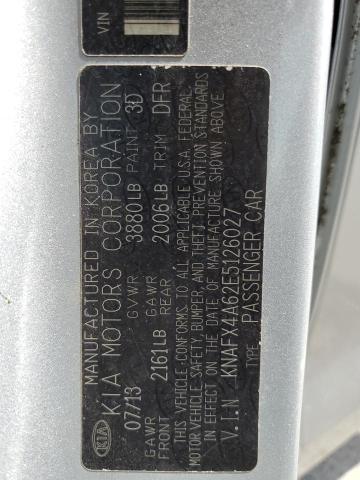 VIN
KIA
MANUFACTURED IN KOREA BY
KIA MOTORS CORPORATION
07/13 GVWR 3880LB PAINT 3D
GAWR FRONT 2161LB GAWR REAR 2006LB TRIM DFR
THIS VEHICLE CONFORMS TO ALL APPLICABLE U.S.A. FEDERAL
MOTOR VEHICLE SAFETY, BUMPER, AND THEFT PREVENTION STANDARDS
IN EFFECT ON THE DATE OF MANUFACTURE SHOWN ABOVE.
V.I.N KNAFX4A62E5126027
TYPE: PASSENGER CAR